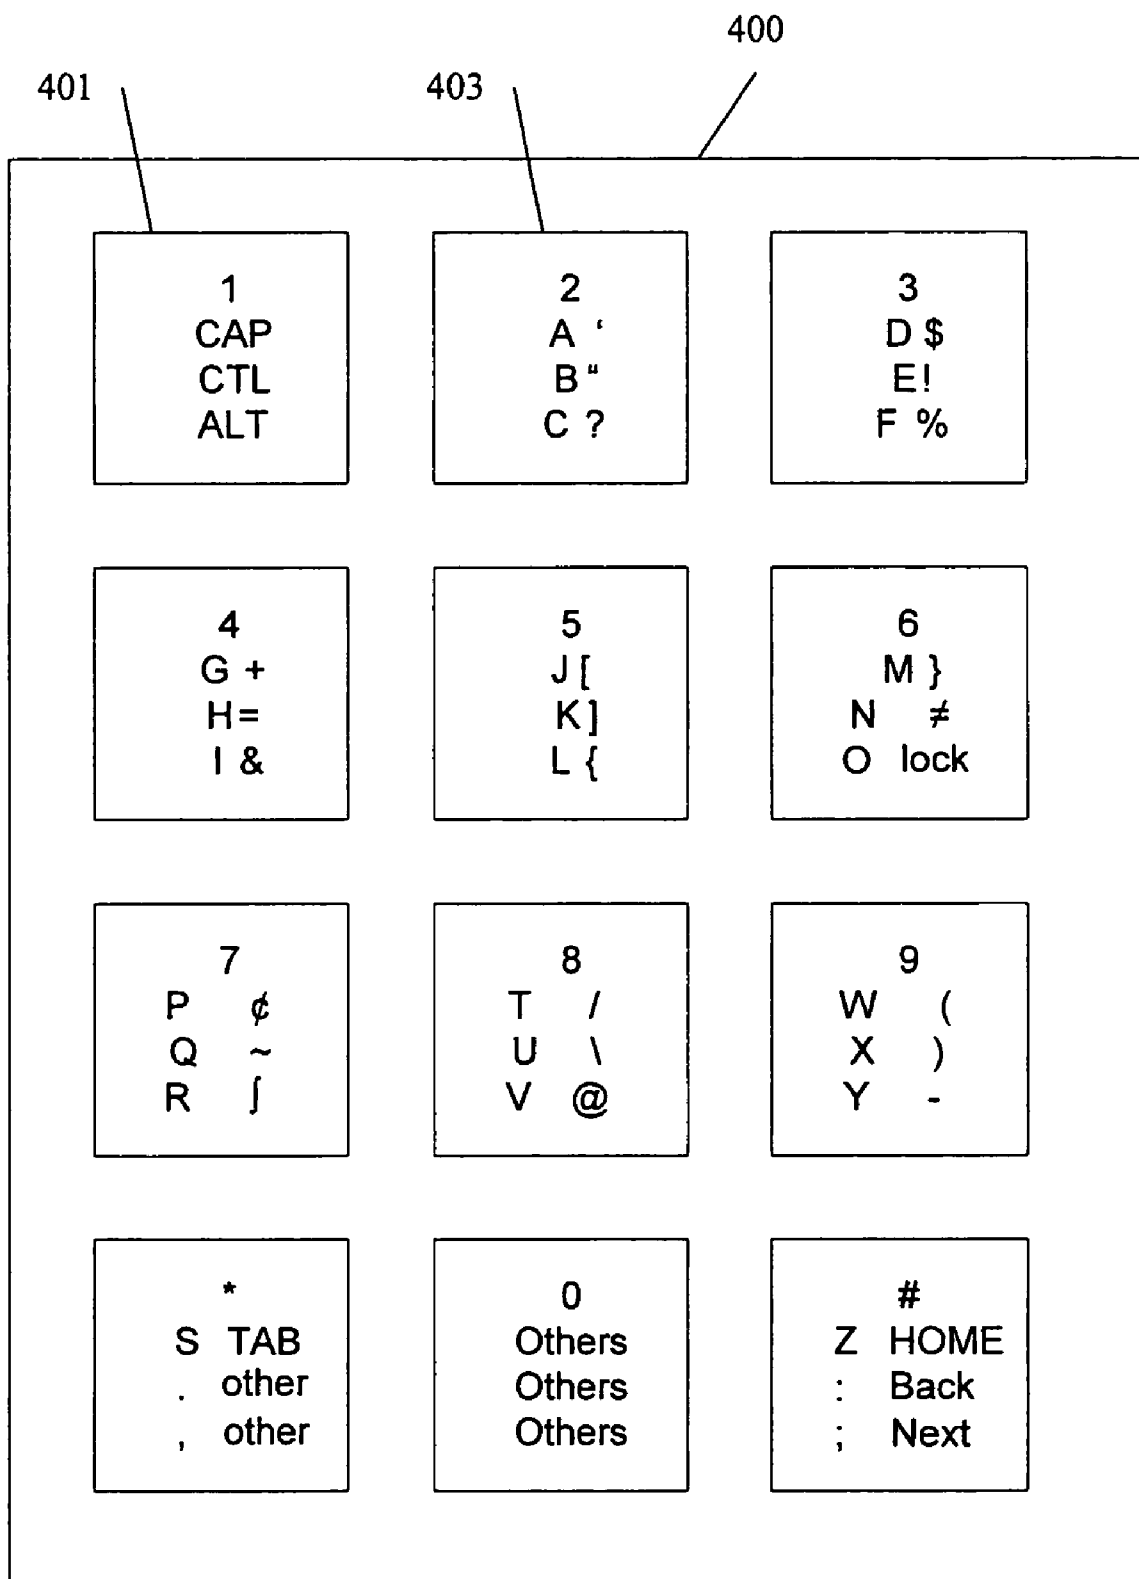 400
401
403
1
CAP
CTL
ALT
2
A ‘
B “
C ?
3
D $
E!
F %
4
G +
H =
I &
5
J [
K ]
L {
6
M }
N ≠
O lock
7
P ¢
Q ~
R ∫
8
T /
U \
V @
9
W (
X )
Y -
*
S TAB
. other
, other
0
Others
Others
Others
#
Z HOME
: Back
; Next